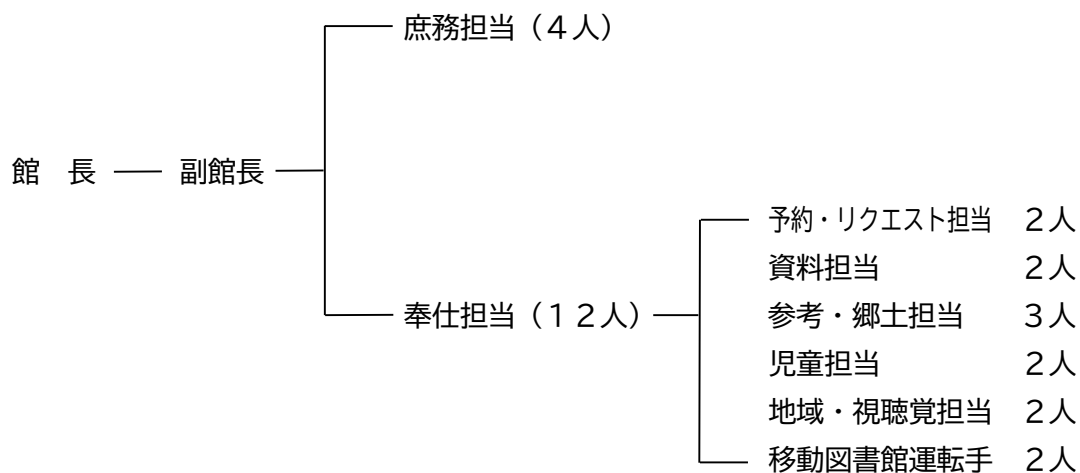 庶務担当（４人）
館　長
副館長
予約・リクエスト担当　２人
資料担当　２人
奉仕担当（１２人）
参考・郷土担当　３人
児童担当　２人
地域・視聴覚担当　２人
移動図書館運転手　２人